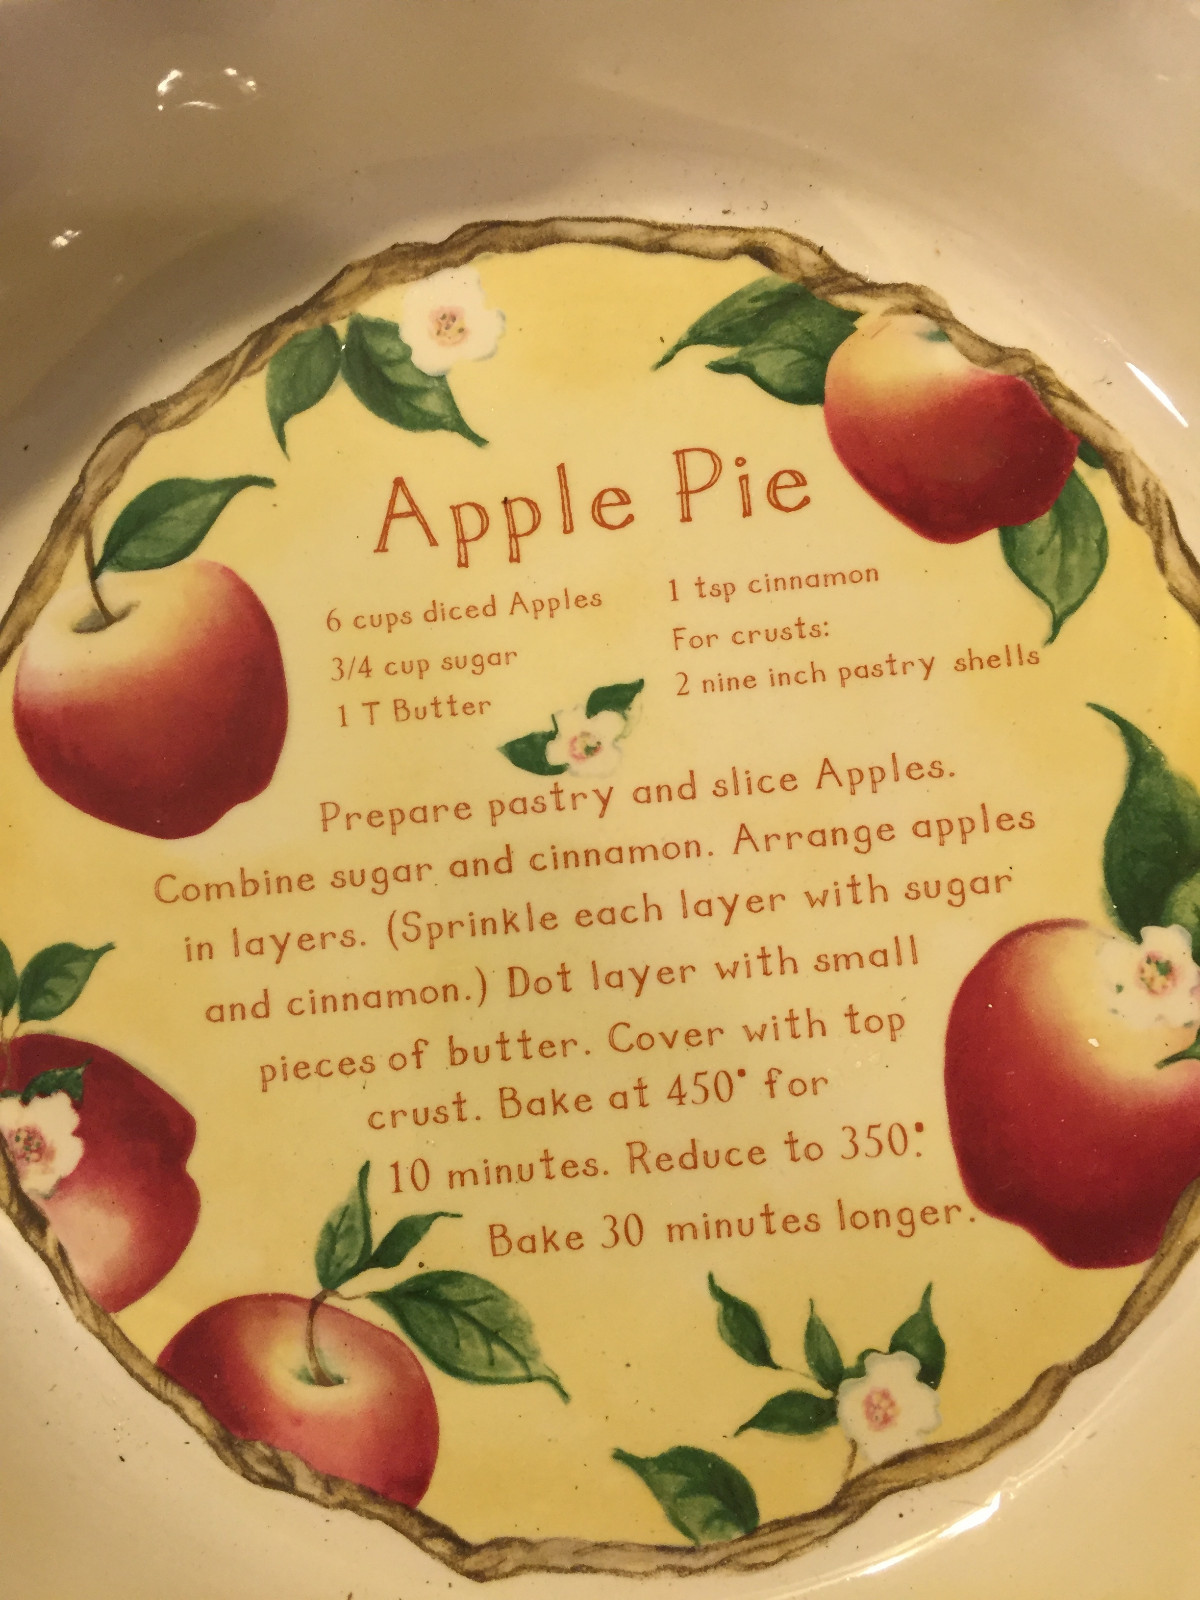 Apple Pie
6 cups diced Apples
3/4 cup sugar
1 T Butter
1 tsp cinnamon
For crusts:
2 nine inch pastry shells
Prepare pastry and slice Apples.
Combine sugar and cinnamon. Arrange apples
in layers. (Sprinkle each layer with sugar
and cinnamon.) Dot layer with small
pieces of butter. Cover with top
crust. Bake at 450° for
10 minutes. Reduce to 350°.
Bake 30 minutes longer.